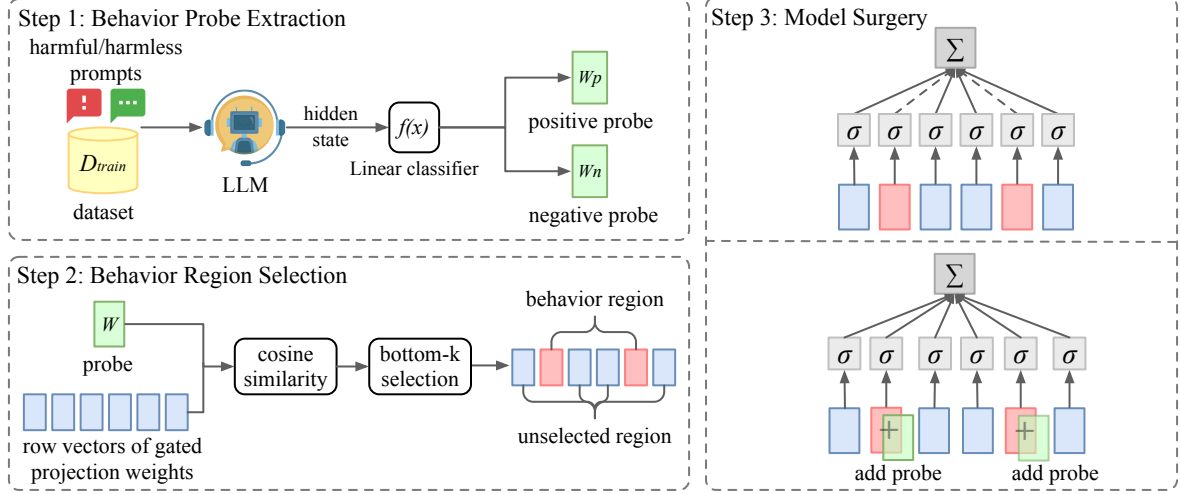 Step 1: Behavior Probe Extraction
harmful/harmless
prompts
!
...
Dtrain
dataset
LLM
hidden
state
f(x)
Linear classifier
Wp
positive probe
Wn
negative probe
Step 2: Behavior Region Selection
W
probe
row vectors of gated
projection weights
cosine
similarity
bottom-k
selection
behavior region
unselected region
Step 3: Model Surgery
Σ
σ σ σ σ σ σ
Σ
σ σ σ σ σ σ
+ +
add probe add probe